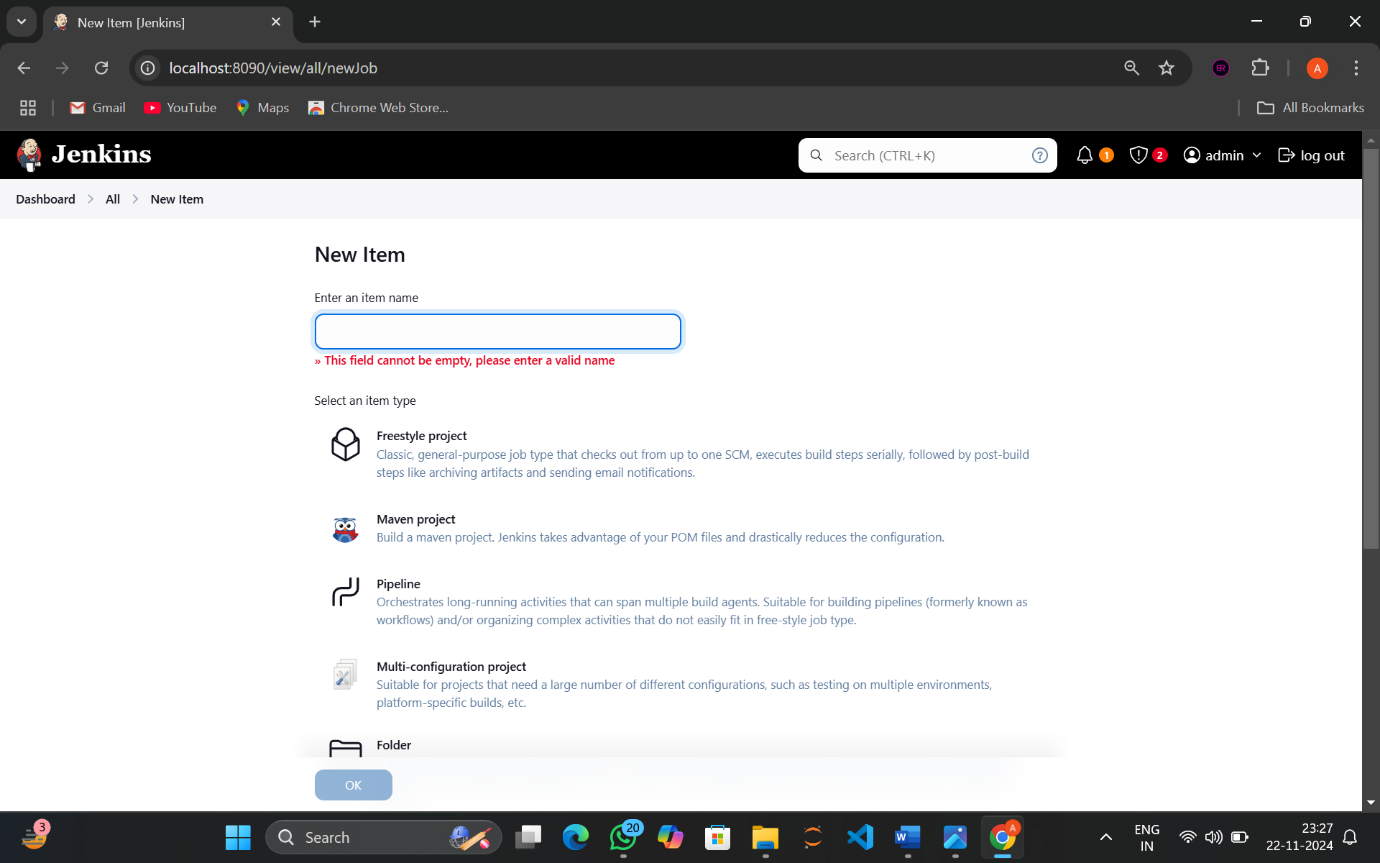 New Item [Jenkins]
localhost:8090/view/all/newJob
GR
A
Gmail
YouTube
Maps
Chrome Web Store...
All Bookmarks
Jenkins
Search (CTRL+K)
?
1
2
admin
log out
Dashboard
All
New Item
New Item
Enter an item name
» This field cannot be empty, please enter a valid name
Select an item type
Freestyle project
Classic, general-purpose job type that checks out from up to one SCM, executes build steps serially, followed by post-build
steps like archiving artifacts and sending email notifications.
Maven project
Build a maven project. Jenkins takes advantage of your POM files and drastically reduces the configuration.
Pipeline
Orchestrates long-running activities that can span multiple build agents. Suitable for building pipelines (formerly known as
workflows) and/or organizing complex activities that do not easily fit in free-style job type.
Multi-configuration project
Suitable for projects that need a large number of different configurations, such as testing on multiple environments,
platform-specific builds, etc.
Folder
OK
3
Search
20
W
A
ENG
IN
23:27
22-11-2024